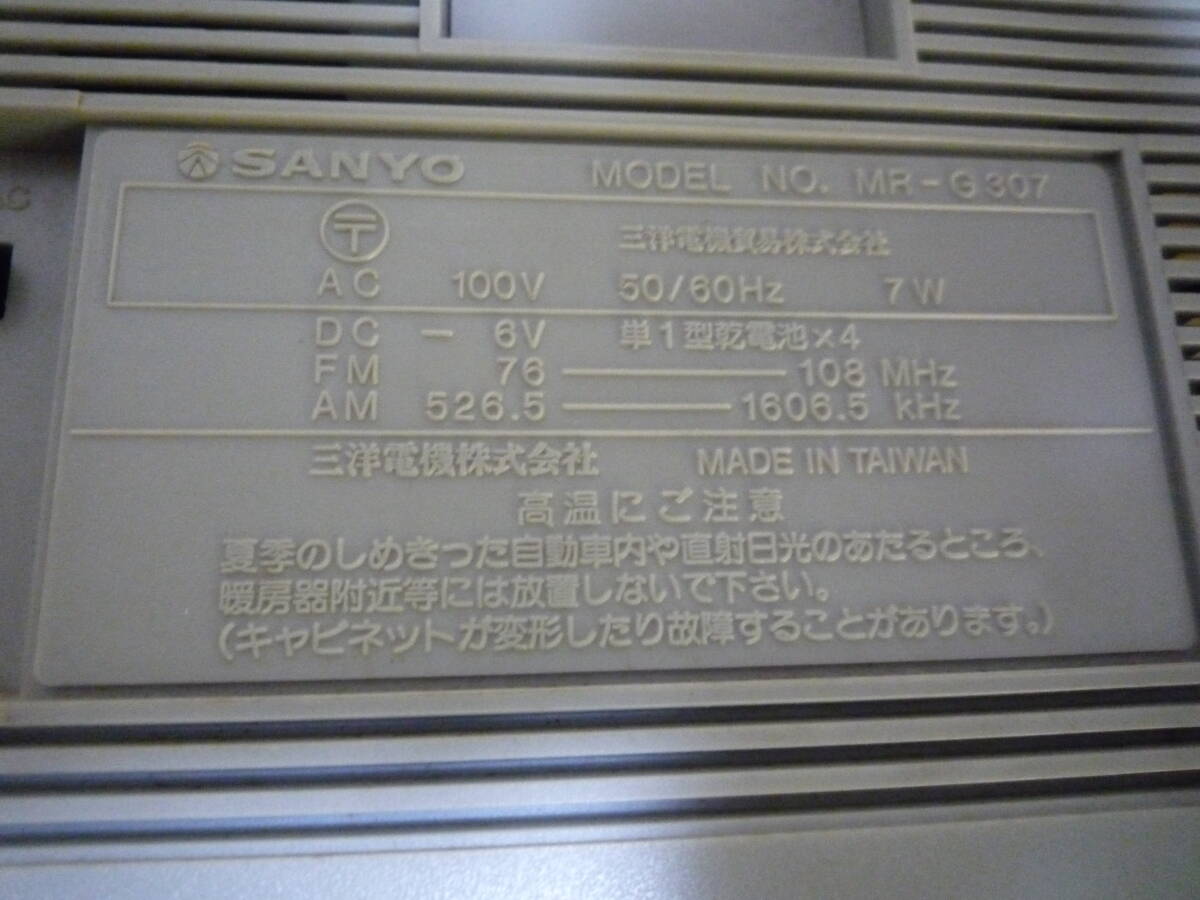 SANYO MODEL NO. MR-G307
〒 三洋電機貿易株式会社
AC 100V 50/60Hz 7W
DC - 6V 単1型乾電池×4
FM 76 — 108 MHz
AM 526.5 — 1606.5 kHz
三洋電機株式会社 MADE IN TAIWAN
高温にご注意
夏季のしめきった自動車内や直射日光のあたるところ、
暖房器附近等には放置しないで下さい。
(キャビネットが変形したり故障することがあります。)